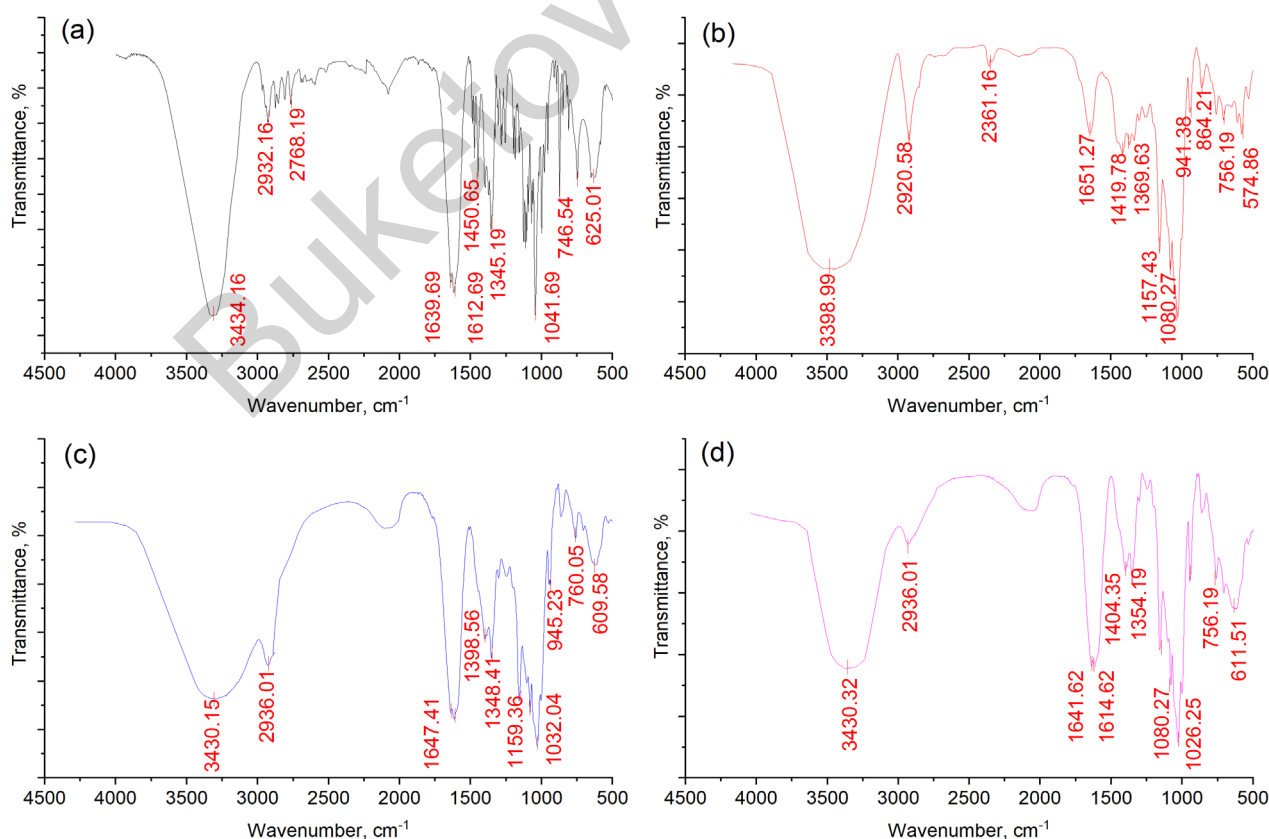 (a)
Transmittance, %
3434.16
2932.16
2768.19
1639.69
1612.69
1450.65
1345.19
1041.69
746.54
625.01
4500 4000 3500 3000 2500 2000 1500 1000 500
Wavenumber, cm⁻¹
(b)
Transmittance, %
3398.99
2920.58
2361.16
1651.27
1419.78
1369.63
1157.43
1080.27
941.38
864.21
756.19
574.86
4500 4000 3500 3000 2500 2000 1500 1000 500
Wavenumber, cm⁻¹
(c)
Transmittance, %
3430.15
2936.01
1647.41
1398.56
1348.41
1159.36
1032.04
945.23
760.05
609.58
4500 4000 3500 3000 2500 2000 1500 1000 500
Wavenumber, cm⁻¹
(d)
Transmittance, %
3430.32
2936.01
1641.62
1614.62
1404.35
1354.19
1080.27
1026.25
756.19
611.51
4500 4000 3500 3000 2500 2000 1500 1000 500
Wavenumber, cm⁻¹
Buketov